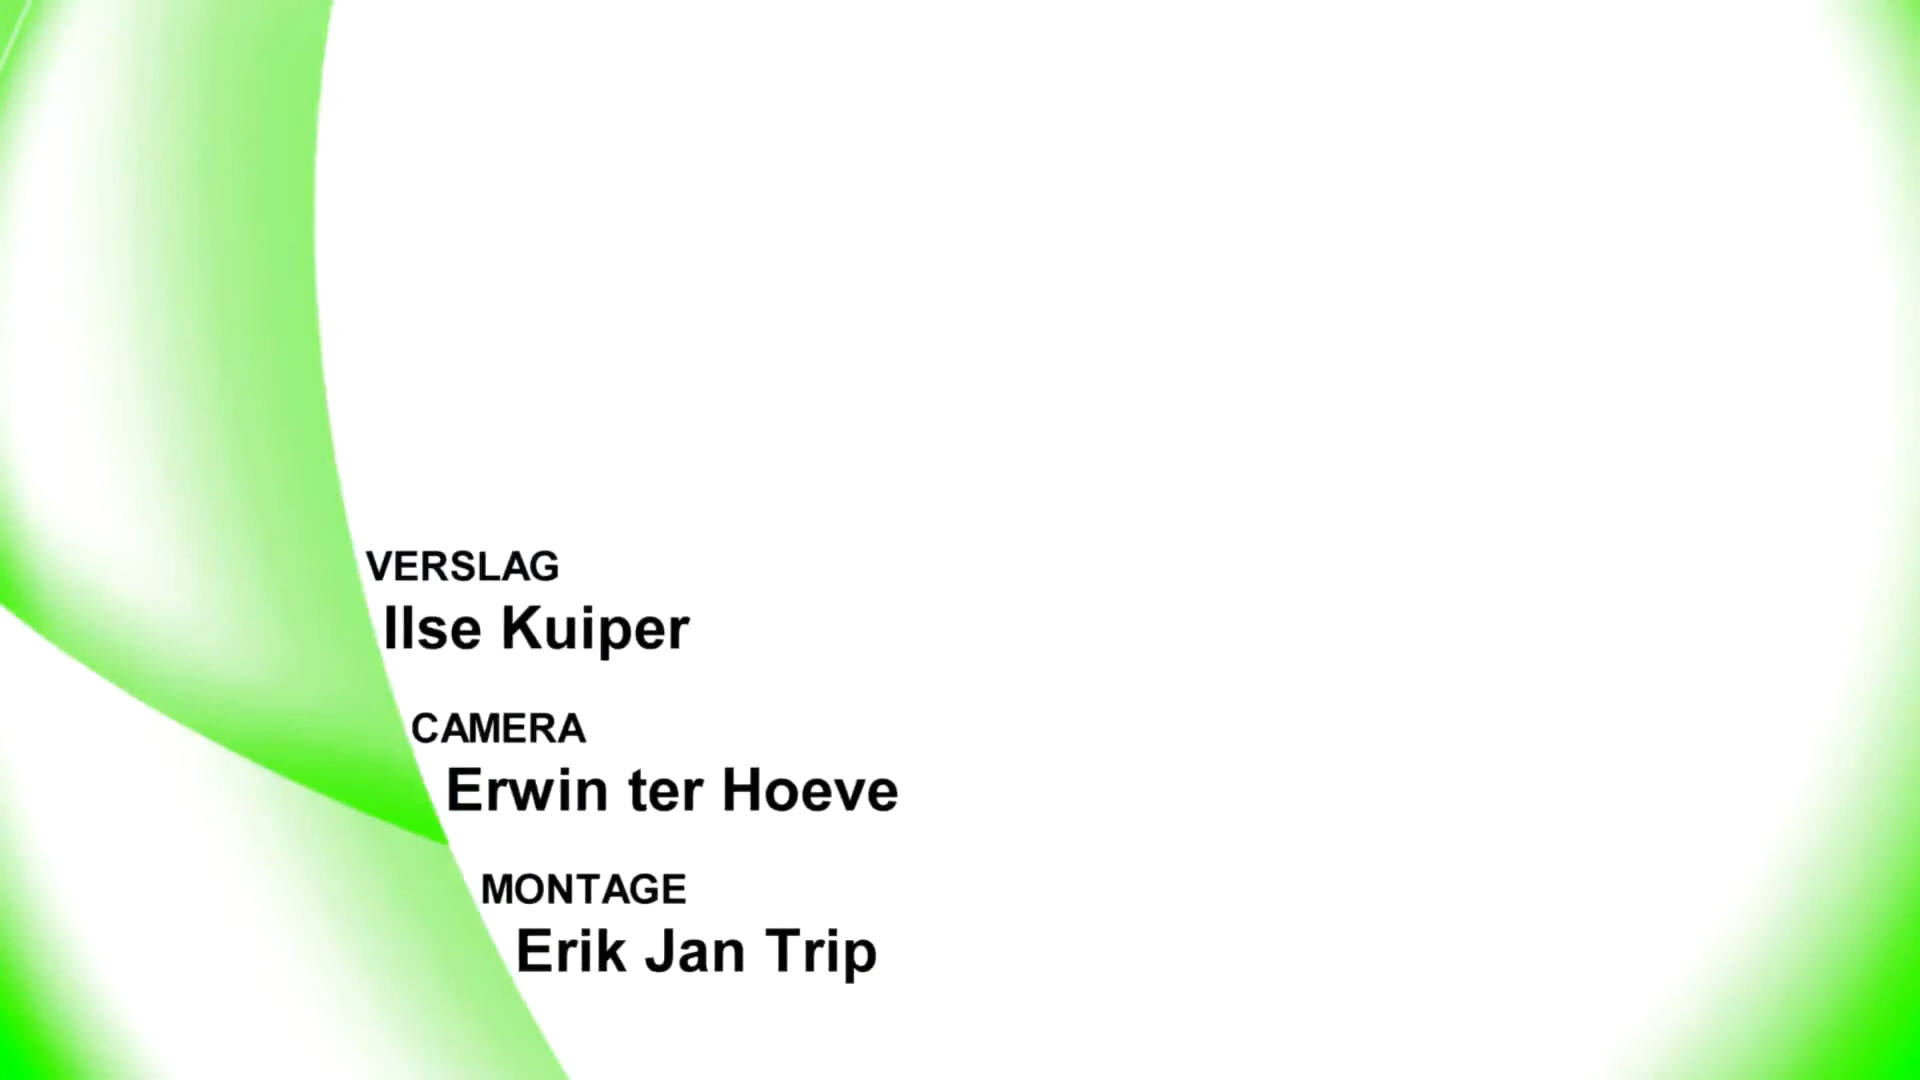 VERSLAG
Ilse Kuiper
CAMERA
Erwin ter Hoeve
MONTAGE
Erik Jan Trip